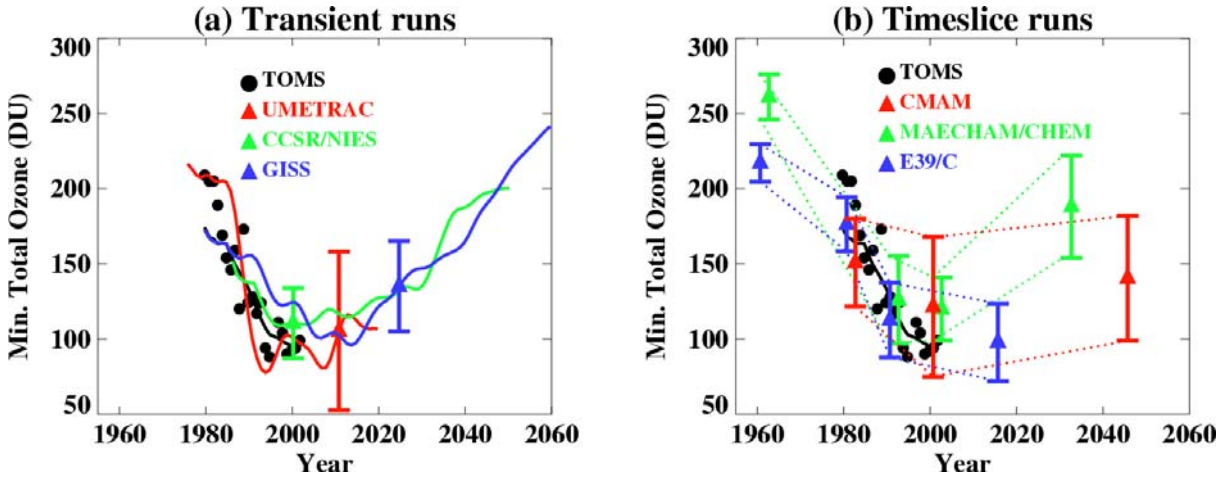 (a) Transient runs
300
250
200
150
100
50
Min. Total Ozone (DU)
TOMS
UMETRAC
CCSR/NIES
GISS
1960 1980 2000 2020 2040 2060
Year
(b) Timeslice runs
300
250
200
150
100
50
Min. Total Ozone (DU)
TOMS
CMAM
MAECHAM/CHEM
E39/C
1960 1980 2000 2020 2040 2060
Year